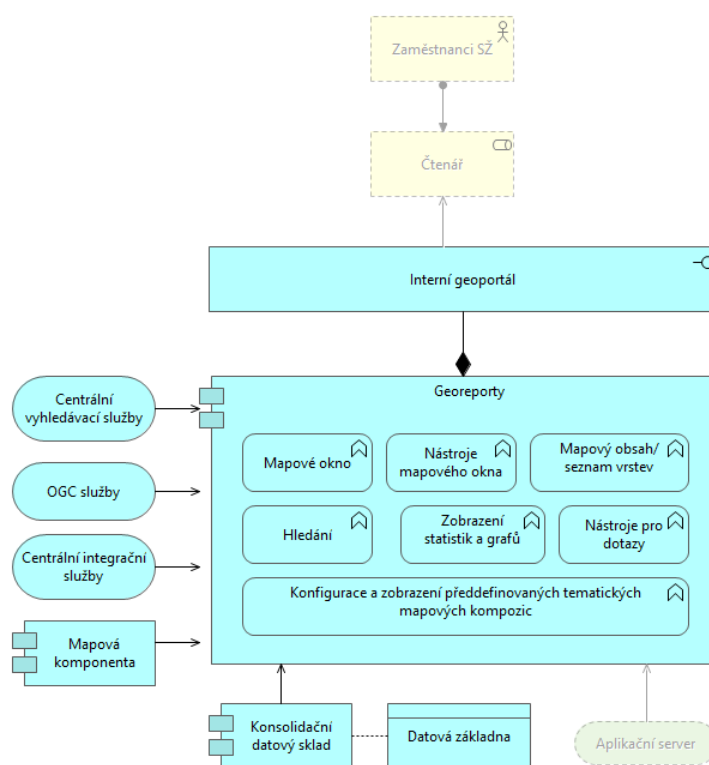 Zaměstnanci SŽ
Čtenář
Interní geoportál
Georeporty
Centrální
vyhledávací služby
OGC služby
Centrální integrační
služby
Mapová
komponenta
Mapové okno
Nástroje
mapového okna
Mapový obsah/
seznam vrstev
Hledání
Zobrazení
statistik a grafů
Nástroje pro
dotazy
Konfigurace a zobrazení předdefinovaných tematických
mapových kompozic
Konsolidační
datový sklad
Datová základna
Aplikační server